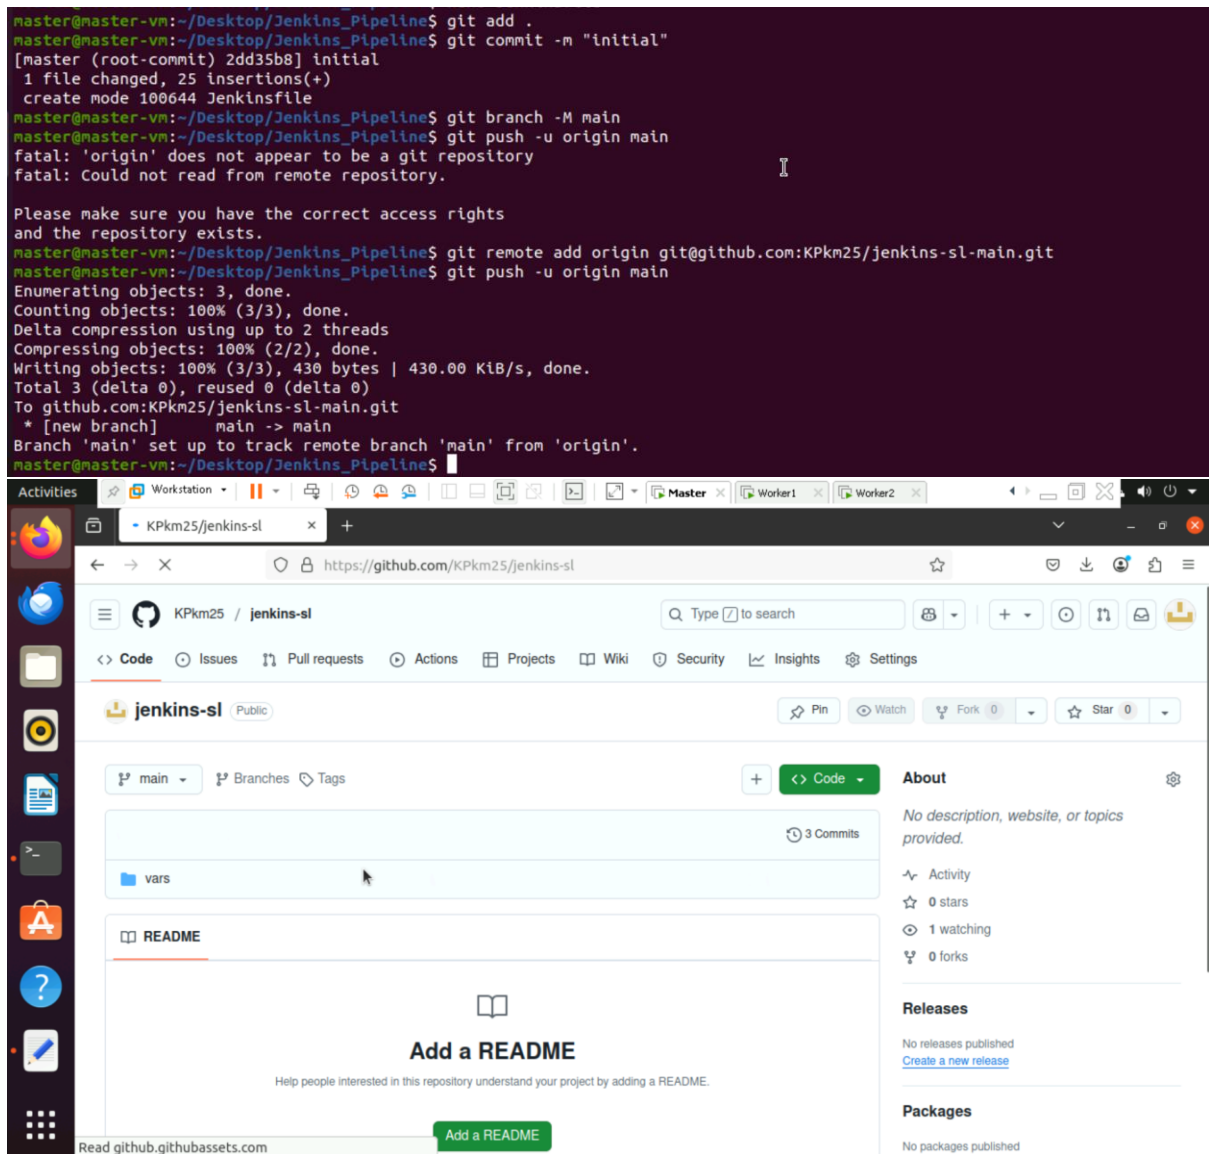 master@master-vm:~/Desktop/Jenkins_Pipeline$ git add .
master@master-vm:~/Desktop/Jenkins_Pipeline$ git commit -m "initial"
[master (root-commit) 2dd35b8] initial
 1 file changed, 25 insertions(+)
 create mode 100644 Jenkinsfile
master@master-vm:~/Desktop/Jenkins_Pipeline$ git branch -M main
master@master-vm:~/Desktop/Jenkins_Pipeline$ git push -u origin main
fatal: 'origin' does not appear to be a git repository
fatal: Could not read from remote repository.

Please make sure you have the correct access rights
and the repository exists.
master@master-vm:~/Desktop/Jenkins_Pipeline$ git remote add origin git@github.com:KPkm25/jenkins-sl-main.git
master@master-vm:~/Desktop/Jenkins_Pipeline$ git push -u origin main
Enumerating objects: 3, done.
Counting objects: 100% (3/3), done.
Delta compression using up to 2 threads
Compressing objects: 100% (2/2), done.
Writing objects: 100% (3/3), 430 bytes | 430.00 KiB/s, done.
Total 3 (delta 0), reused 0 (delta 0)
To github.com:KPkm25/jenkins-sl-main.git
 * [new branch]      main -> main
Branch 'main' set up to track remote branch 'main' from 'origin'.
master@master-vm:~/Desktop/Jenkins_Pipeline$
Activities Workstation Master Worker1 Worker2
KPkm25/jenkins-sl
https://github.com/KPkm25/jenkins-sl
KPkm25 / jenkins-sl Type / to search
Code Issues Pull requests Actions Projects Wiki Security Insights Settings
jenkins-sl Public Pin Watch Fork 0 Star 0
main Branches Tags Code About
No description, website, or topics
provided.
3 Commits
vars
Activity
0 stars
1 watching
0 forks
README
Releases
No releases published
Create a new release
Add a README
Help people interested in this repository understand your project by adding a README.
Add a README
Packages
No packages published
Read github.githubassets.com